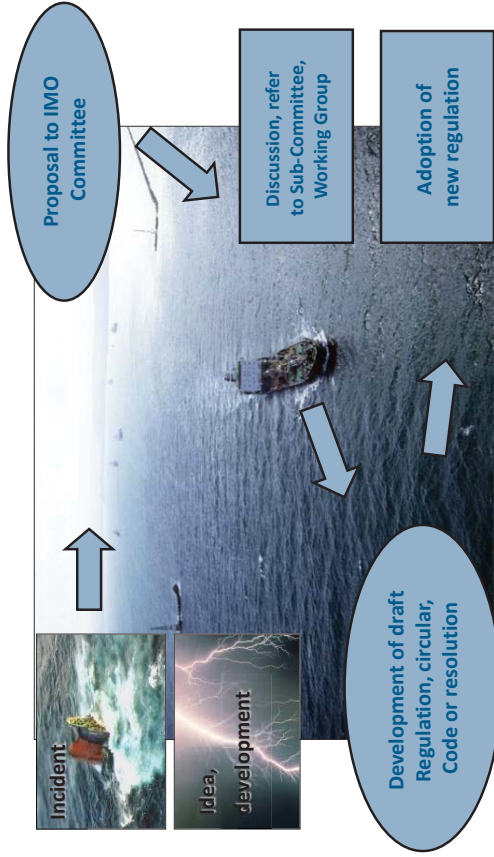 Incident
Idea,
development
Proposal to IMO
Committee
Discussion, refer
to Sub-Committee,
Working Group
Development of draft
Regulation, circular,
Code or resolution
Adoption of
new regulation